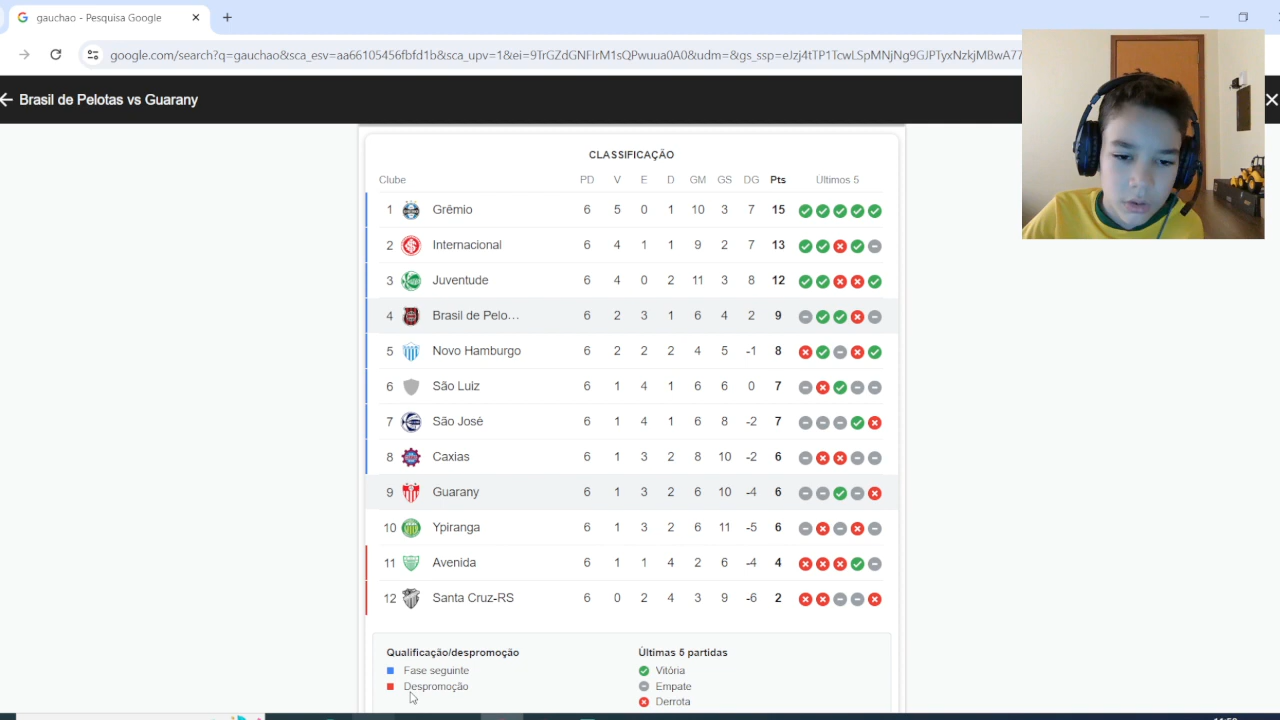 gauchao - Pesquisa Google
google.com/search?q=gauchao&sca_esv=aa66105456fbfd1b&sca_upv=1&ei=9TrGZdGNFIrM1sQPwuua0A0&udm=&gs_ssp=eJzj4tTP1TcwLSpMNjNg9GJPTyxNzkjMBwA77
Brasil de Pelotas vs Guarany
CLASSIFICAÇÃO
Clube PD V E D GM GS DG Pts Últimos 5
1 Grêmio 6 5 0 1 10 3 7 15
2 Internacional 6 4 1 1 9 2 7 13
3 Juventude 6 4 0 2 11 3 8 12
4 Brasil de Pelo... 6 2 3 1 6 4 2 9
5 Novo Hamburgo 6 2 2 2 4 5 -1 8
6 São Luiz 6 1 4 1 6 6 0 7
7 São José 6 1 4 1 6 8 -2 7
8 Caxias 6 1 3 2 8 10 -2 6
9 Guarany 6 1 3 2 6 10 -4 6
10 Ypiranga 6 1 3 2 6 11 -5 6
11 Avenida 6 1 1 4 2 6 -4 4
12 Santa Cruz-RS 6 0 2 4 3 9 -6 2
Qualificação/despromoção Últimas 5 partidas
Fase seguinte Vitória
Despromoção Empate
Derrota